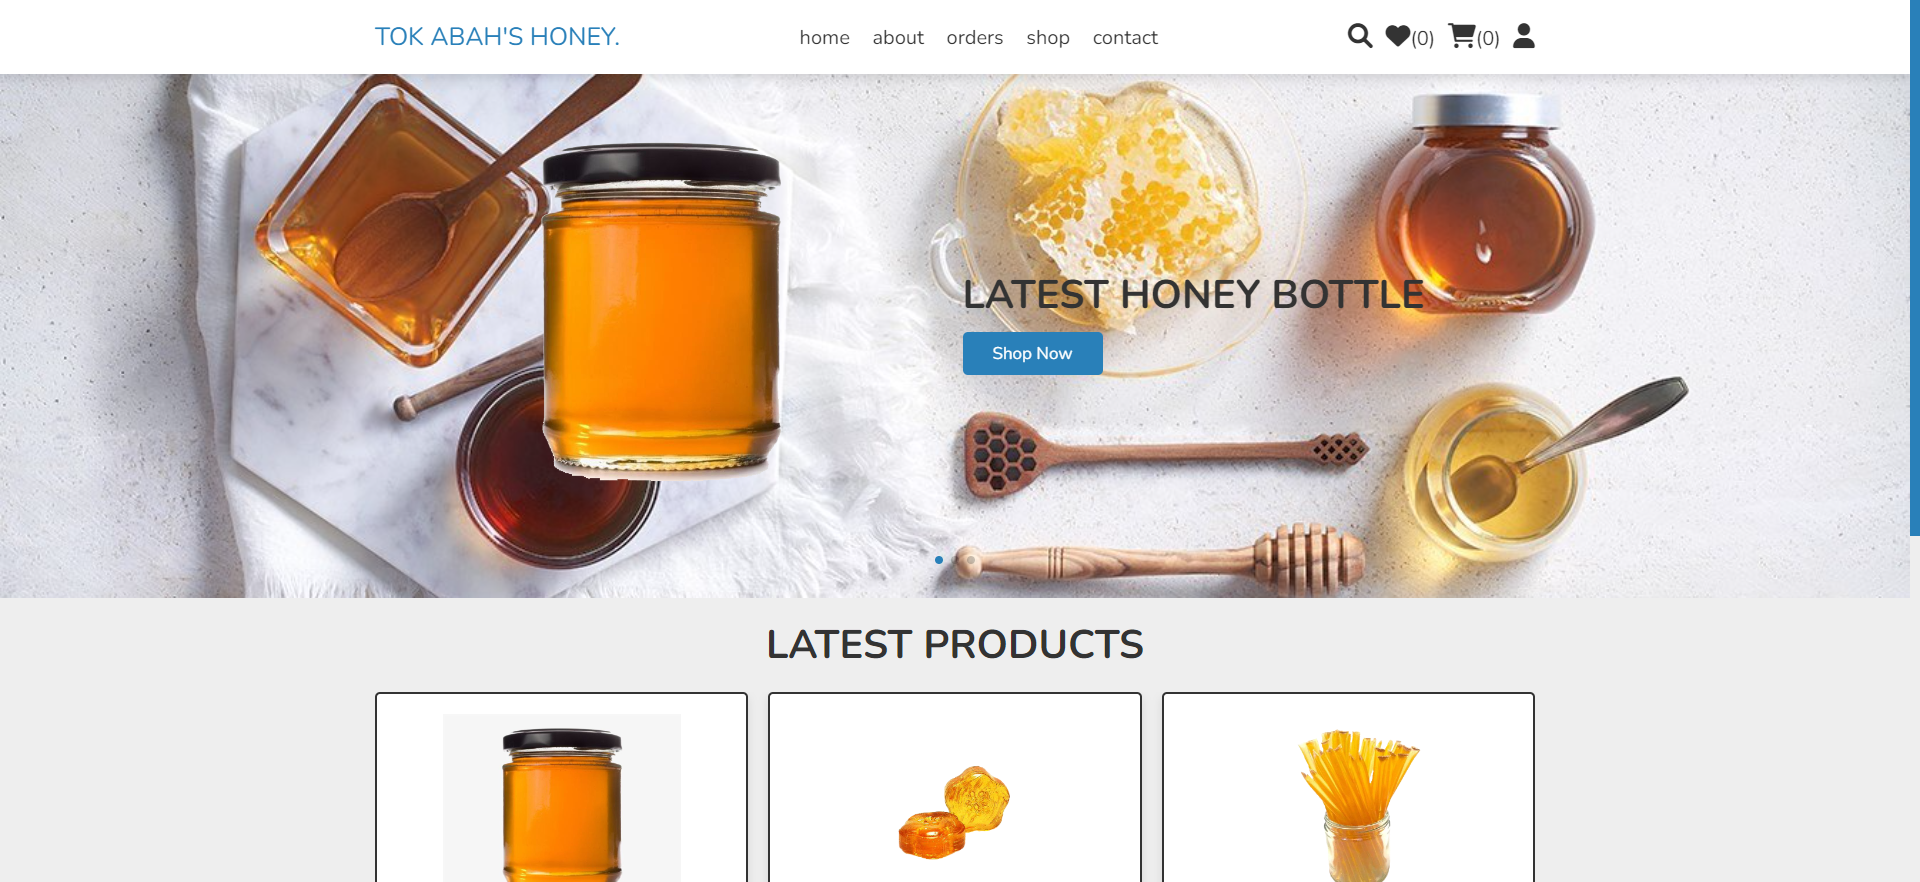 TOK ABAH'S HONEY.
home about orders shop contact
(0) (0)
LATEST HONEY BOTTLE
Shop Now
LATEST PRODUCTS